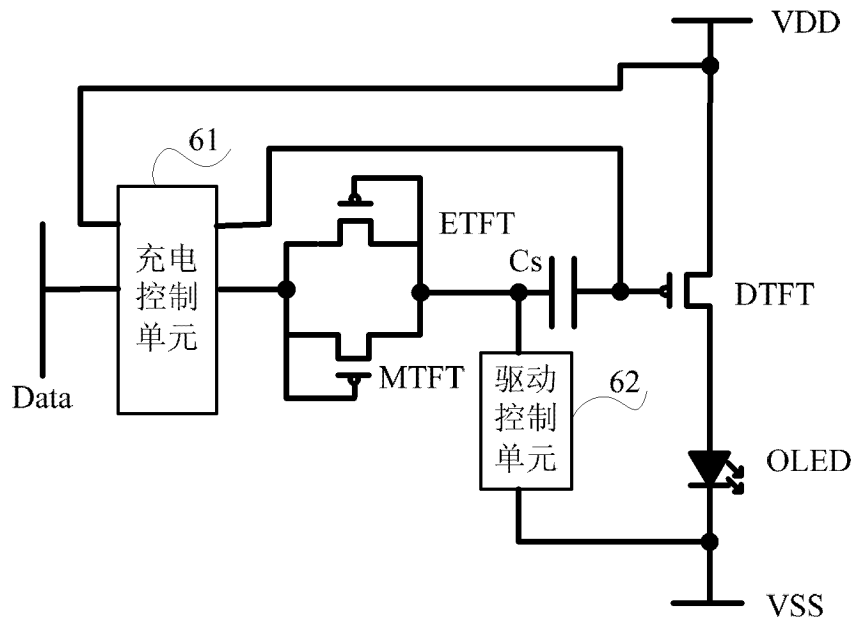 VDD
61
ETFT
充电
控制
单元
Cs
DTFT
MTFT
Data
驱动
控制
单元
62
OLED
VSS